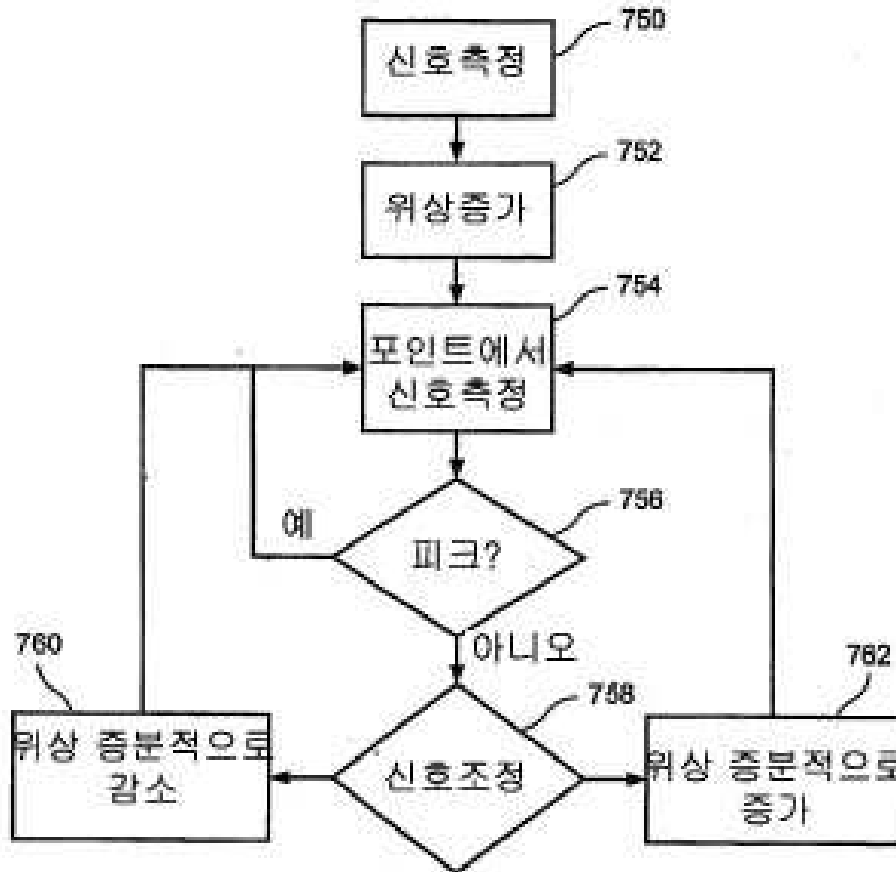 750
신호측정
752
위상증가
754
포인트에서
신호측정
756
예
피크?
아니오
760
758
762
위상 증분적으로
감소
신호조정
위상 증분적으로
증가